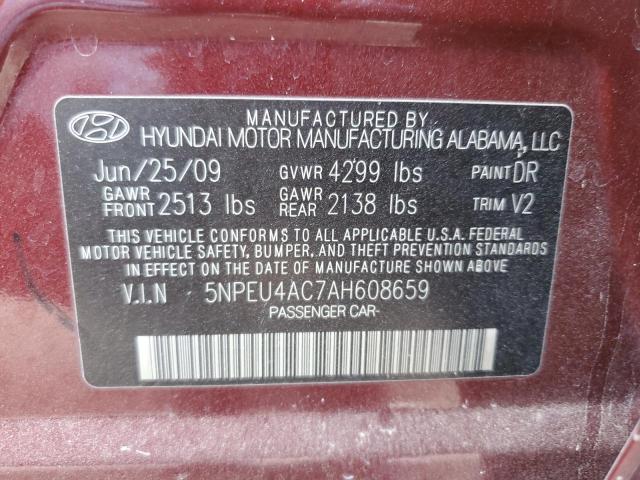 MANUFACTURED BY
HYUNDAI MOTOR MANUFACTURING ALABAMA, LLC
Jun/25/09 GVWR 4299 lbs PAINT DR
GAWR FRONT 2513 lbs GAWR REAR 2138 lbs TRIM V2
THIS VEHICLE CONFORMS TO ALL APPLICABLE U.S.A. FEDERAL
MOTOR VEHICLE SAFETY, BUMPER, AND THEFT PREVENTION STANDARDS
IN EFFECT ON THE DATE OF MANUFACTURE SHOWN ABOVE.
V.I.N 5NPEU4AC7AH608659
PASSENGER CAR